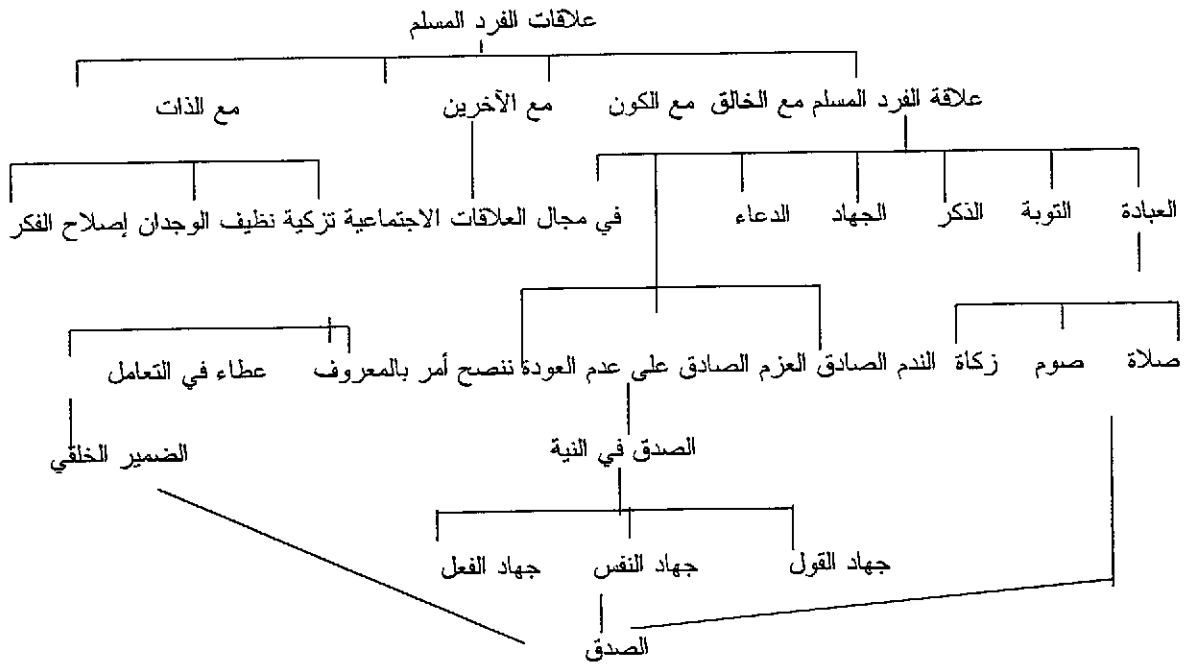 علاقات الفرد المسلم
علاقة الفرد المسلم مع الخالق مع الكون مع الآخرين مع الذات
العبادة التوبة الذكر الجهاد الدعاء في مجال العلاقات الاجتماعية تزكية نظيف الوجدان إصلاح الفكر
صلاة صوم زكاة الندم الصادق العزم الصادق على عدم العودة ننصح أمر بالمعروف عطاء في التعامل
الصدق في النية الضمير الخلقي
جهاد القول جهاد النفس جهاد الفعل
الصدق